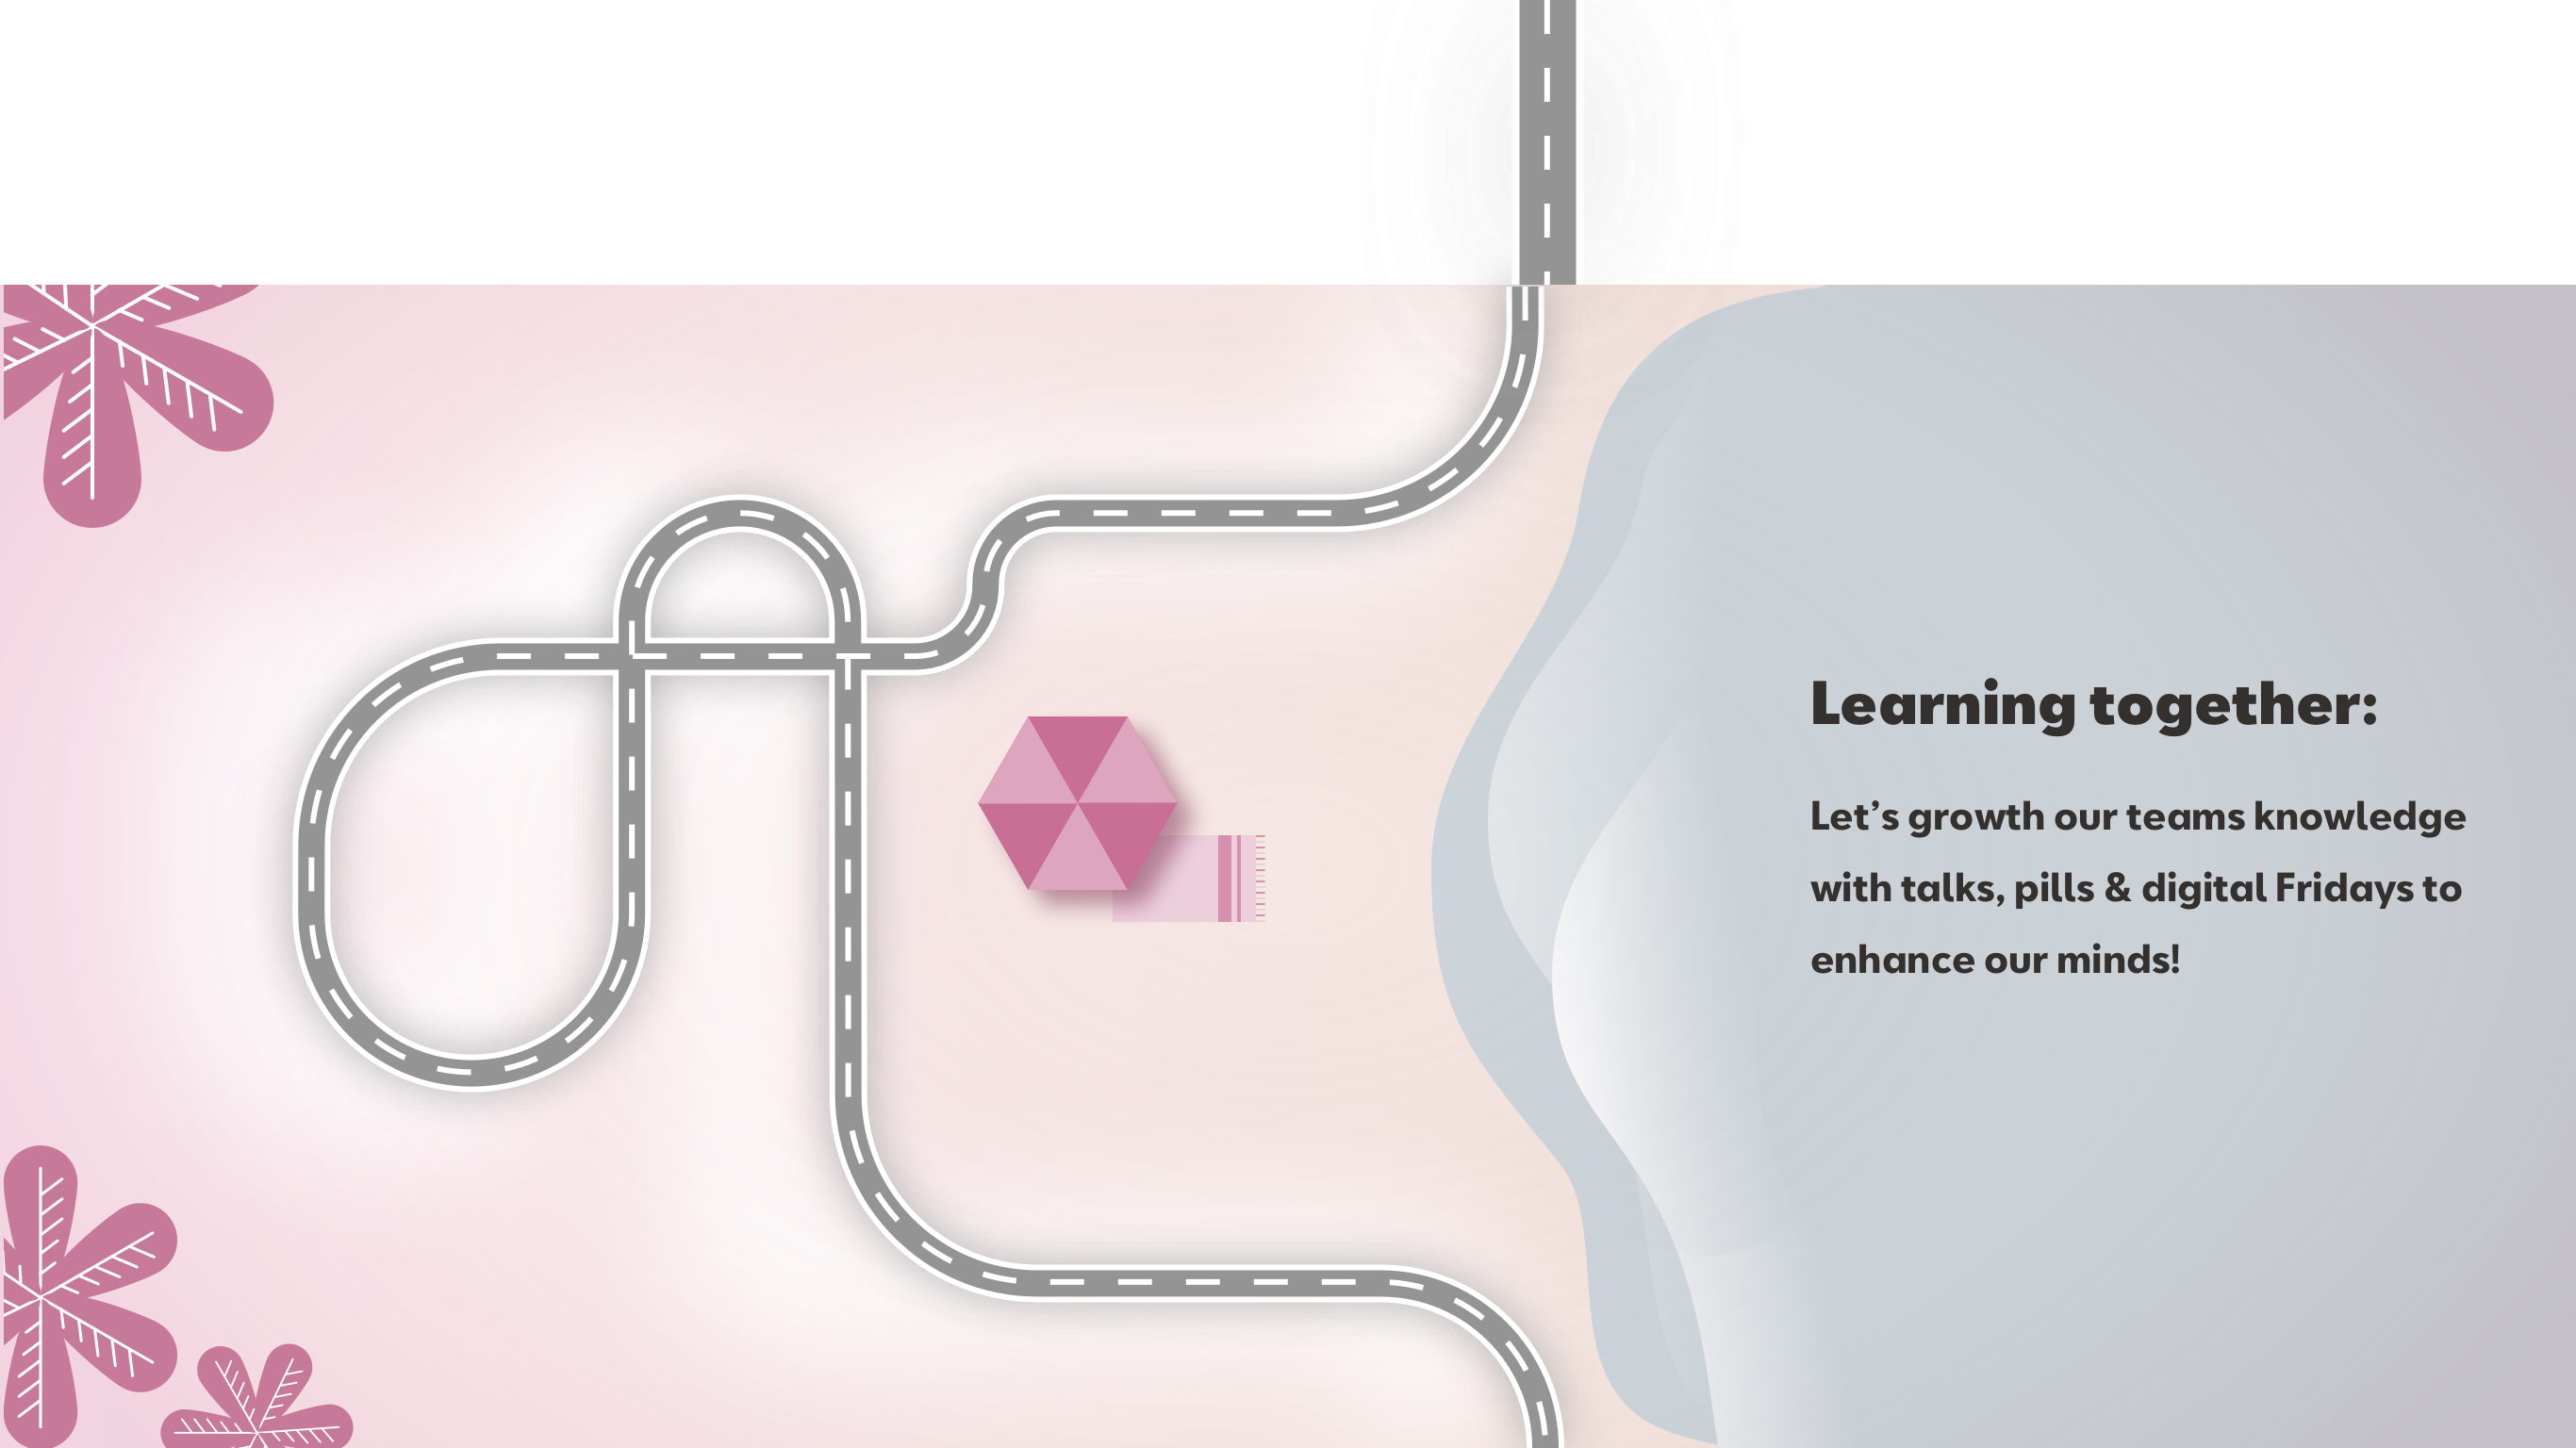 Learning together:
Let’s growth our teams knowledge
with talks, pills & digital Fridays to
enhance our minds!